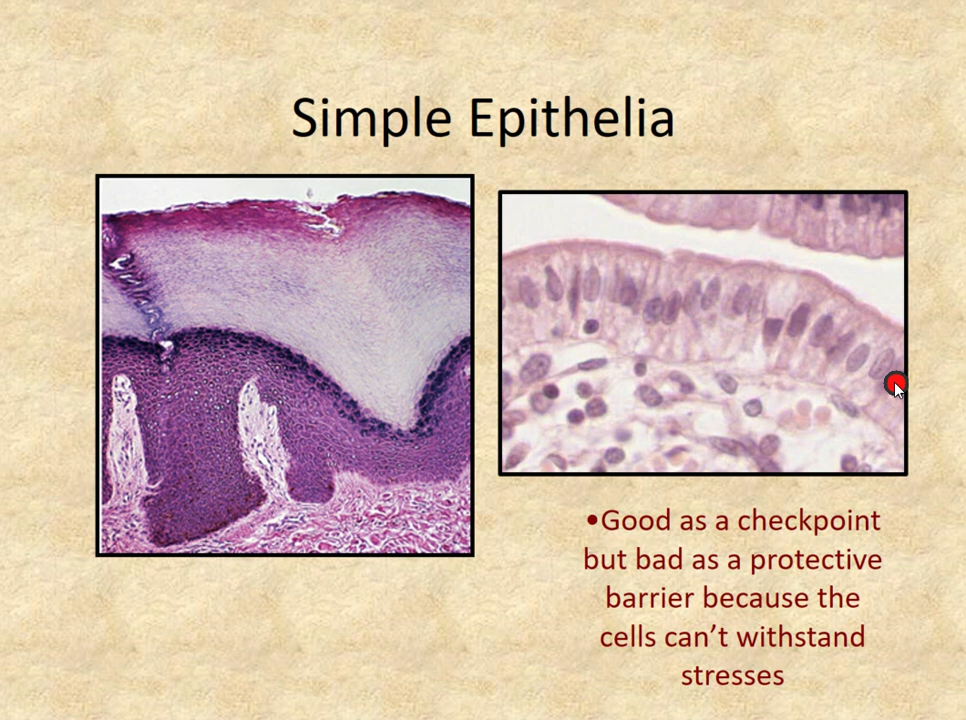 Simple Epithelia
•Good as a checkpoint
but bad as a protective
barrier because the
cells can’t withstand
stresses